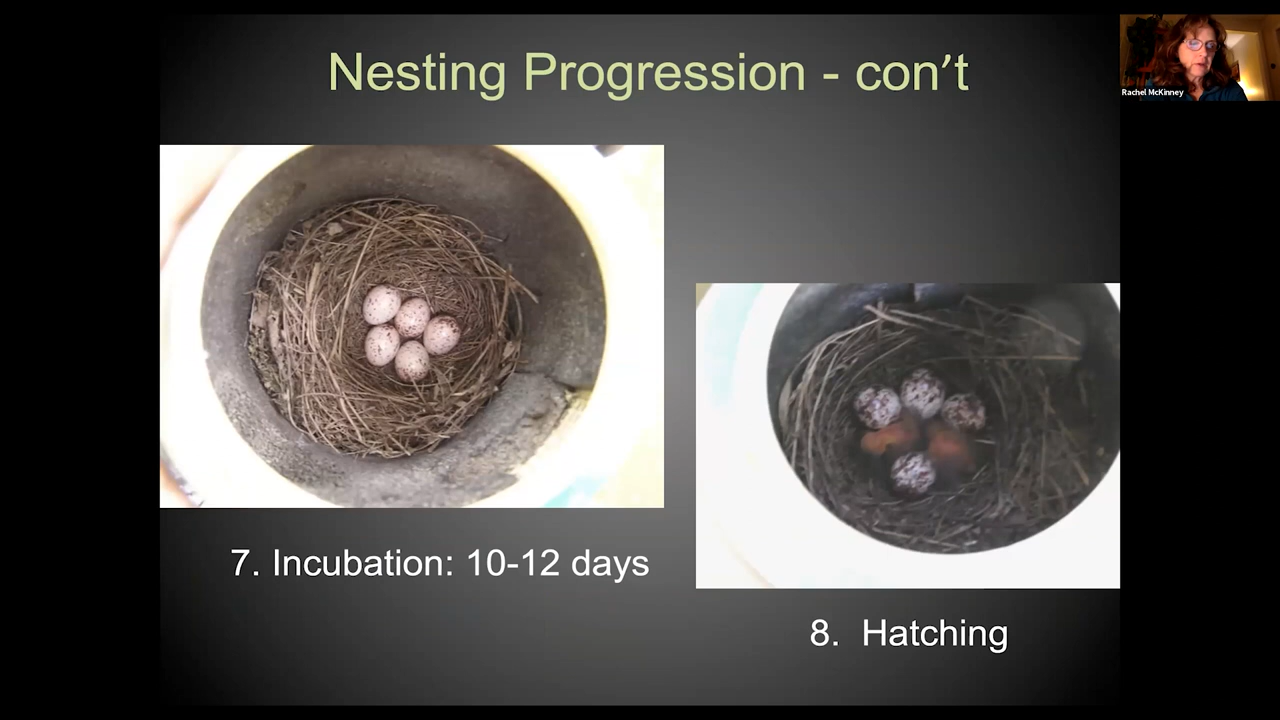 Nesting Progression - con’t
Rachel McKinney
7. Incubation: 10-12 days
8. Hatching